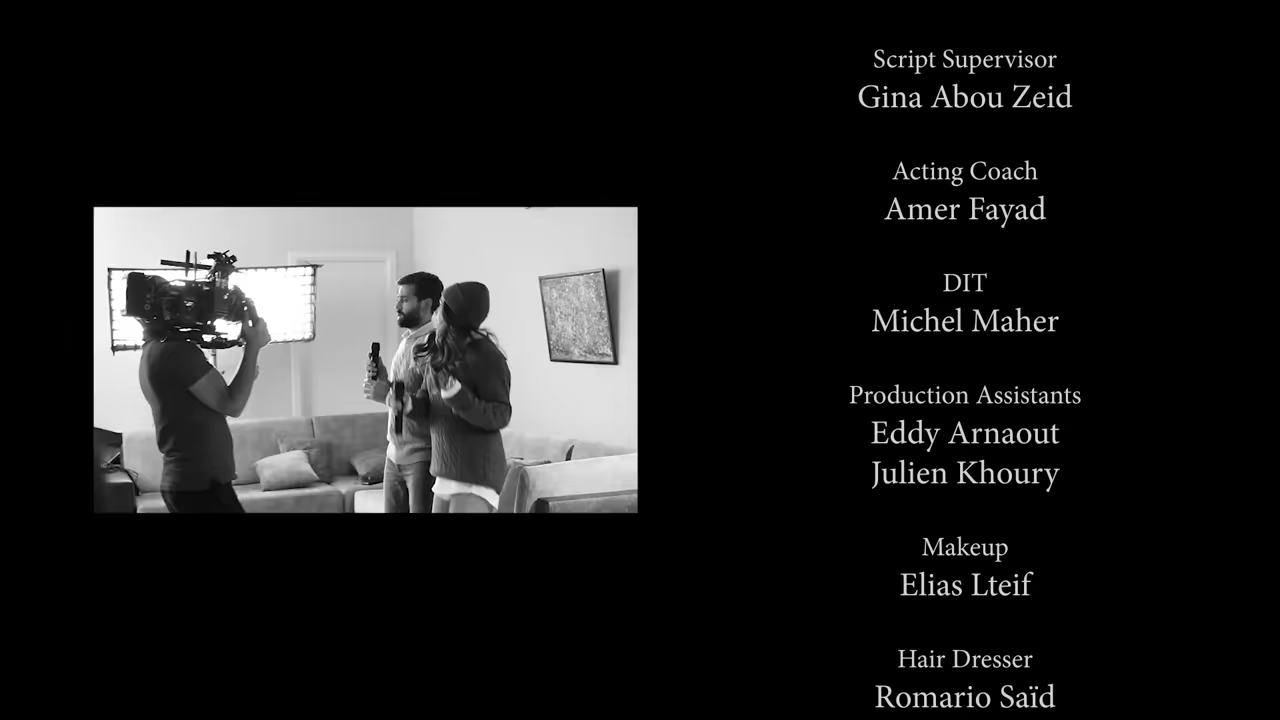 Script Supervisor
Gina Abou Zeid
Acting Coach
Amer Fayad
DIT
Michel Maher
Production Assistants
Eddy Arnaout
Julien Khoury
Makeup
Elias Lteif
Hair Dresser
Romario Saïd